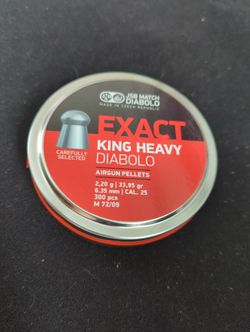 JSB MATCH
DIABOLO
MADE IN CZECH REPUBLIC
EXACT
KING HEAVY
DIABOLO
CAREFULLY
SELECTED
AIRGUN PELLETS
2,20 g | 33,95 gr
6.35 mm | CAL. 25
300 pcs
M 72/09